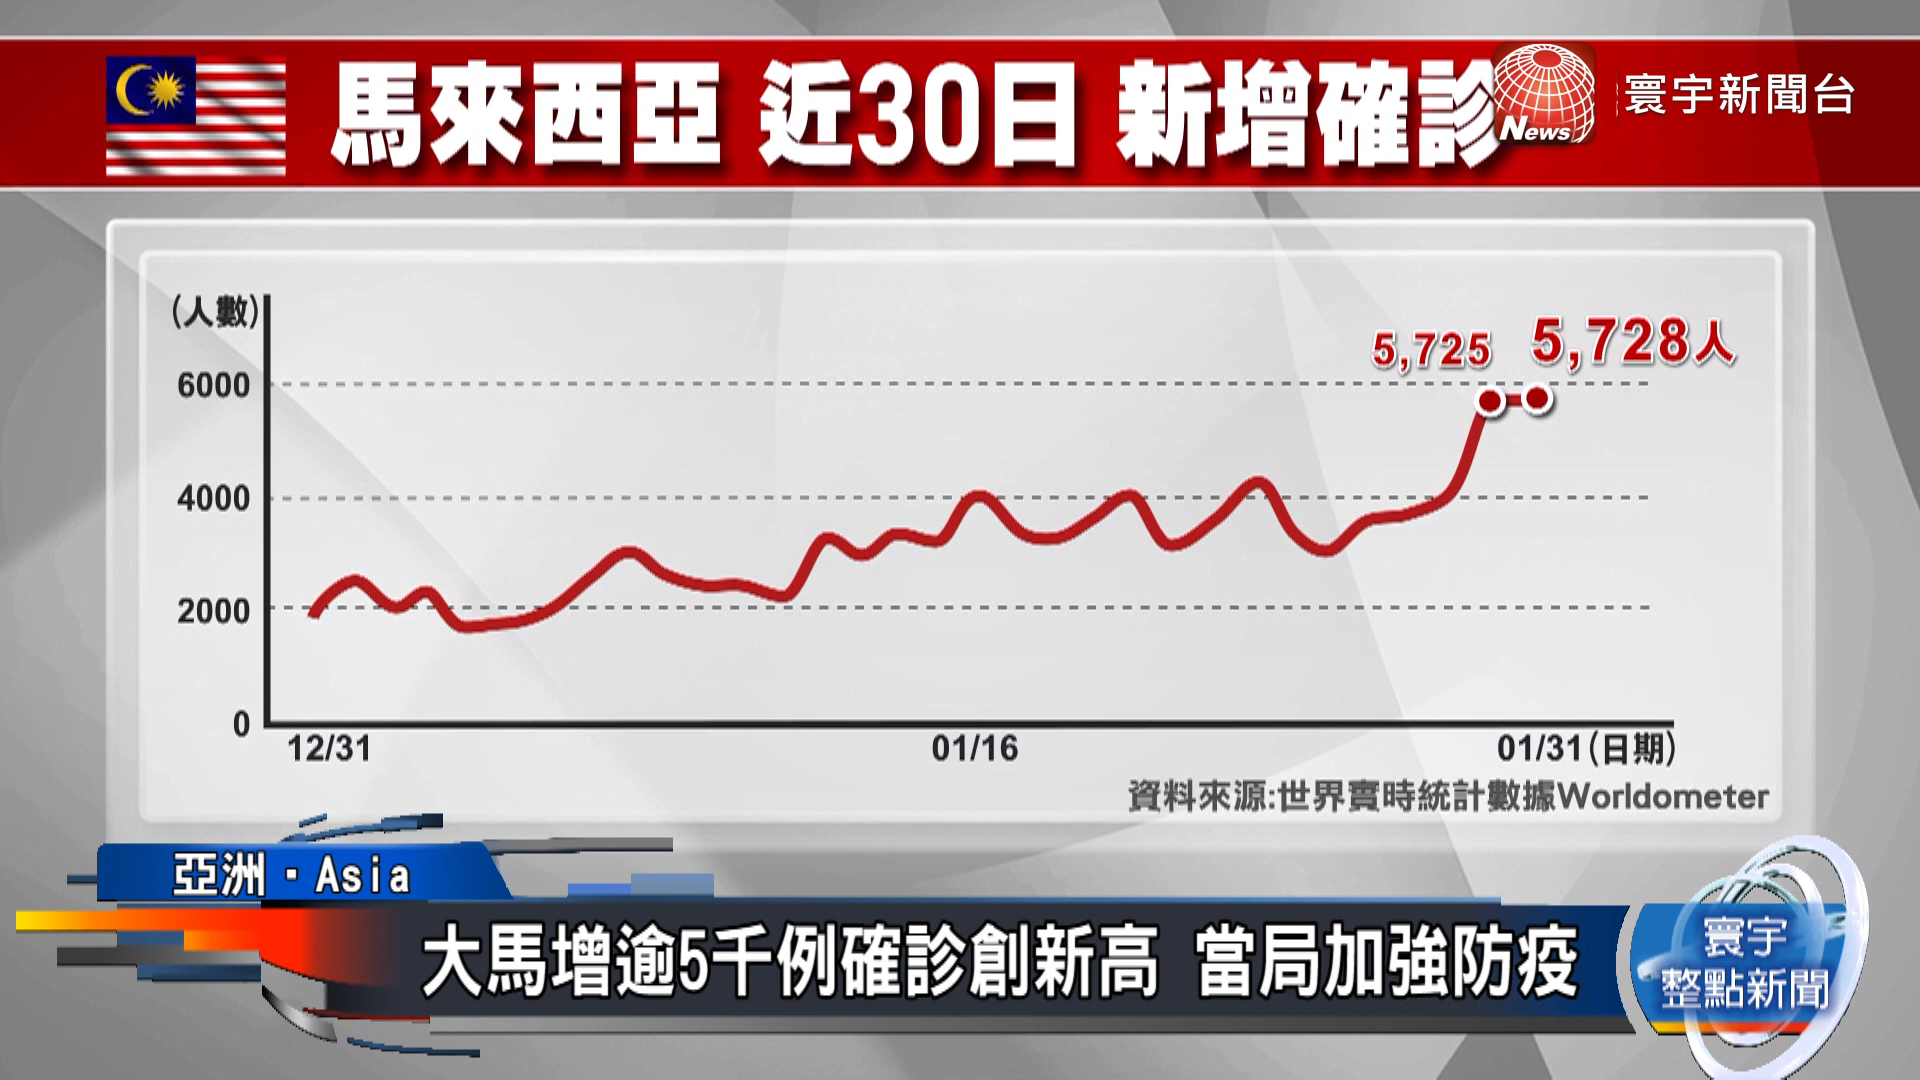 馬來西亞 近30日 新增確診
News
寰宇新聞台
(人數)
5,725 5,728人
6000
4000
2000
0
12/31 01/16 01/31(日期)
資料來源:世界實時統計數據Worldometer
亞洲·Asia
大馬增逾5千例確診創新高 當局加強防疫
寰宇
整點新聞